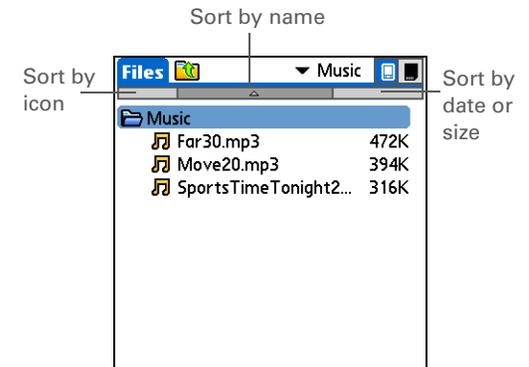 Sort by name
Files
Music
Sort by
icon
Sort by
date or
size
Music
Far30.mp3 472K
Move20.mp3 394K
SportsTimeTonight2... 316K